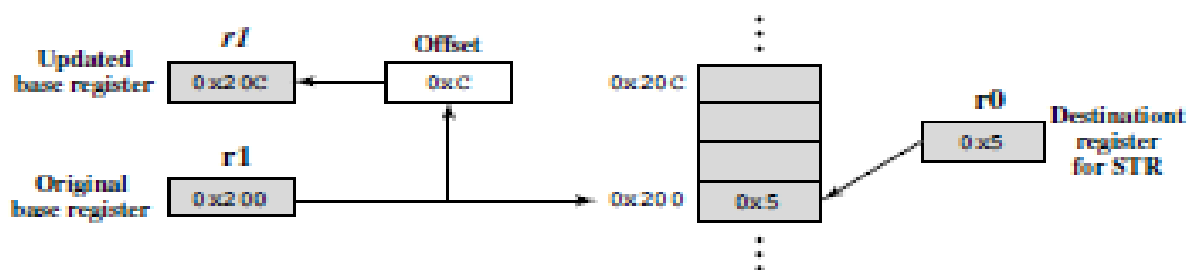 r1
Offset
Updated
base register
0x20C
0xC
0x20C
r0
Destinationt
register
for STR
0x5
r1
Original
base register
0x200
0x200
0x5